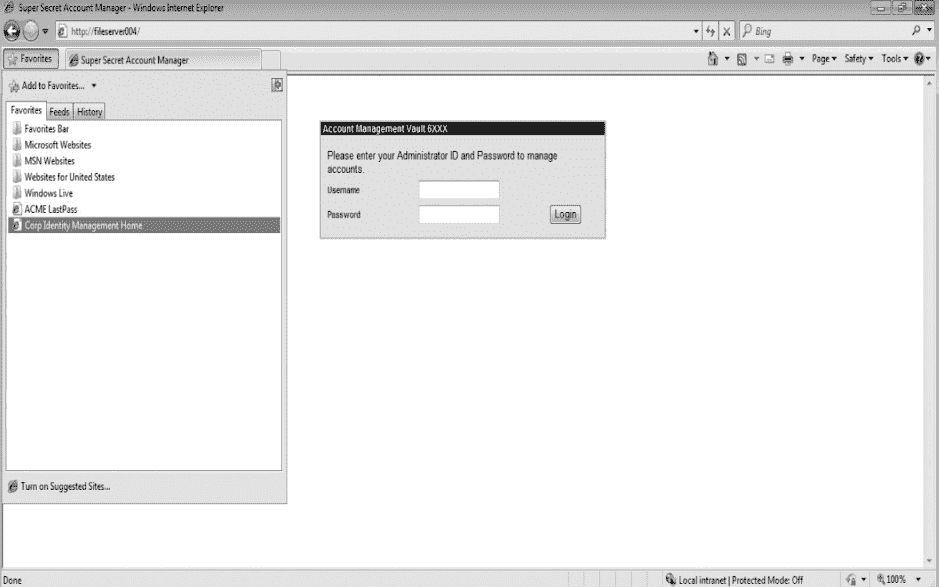 Super Secret Account Manager - Windows Internet Explorer
http://fileserver004/
Bing
Favorites
Super Secret Account Manager
Page
Safety
Tools
Add to Favorites...
Favorites Feeds History
Favorites Bar
Microsoft Websites
MSN Websites
Websites for United States
Windows Live
ACME LastPass
Corp Identity Management Home
Turn on Suggested Sites...
Account Management Vault 6XXX
Please enter your Administrator ID and Password to manage
accounts.
Username
Password
Login
Done
Local intranet | Protected Mode: Off
100%